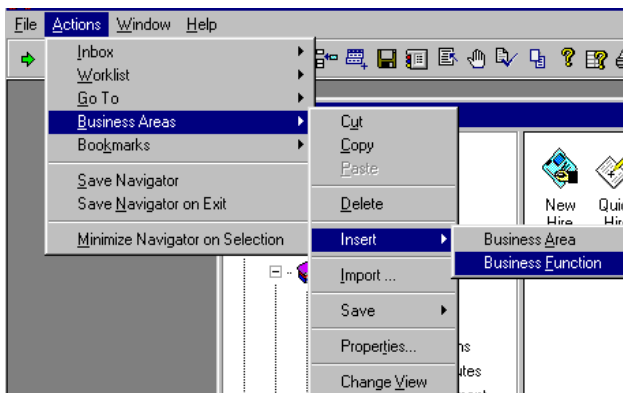 File Actions Window Help
Inbox
Worklist
Go To
Business Areas
Bookmarks
Save Navigator
Save Navigator on Exit
Minimize Navigator on Selection
Cut
Copy
Paste
Delete
Insert
Import ...
Save
Properties...
Change View
Business Area
Business Function
New
Hire